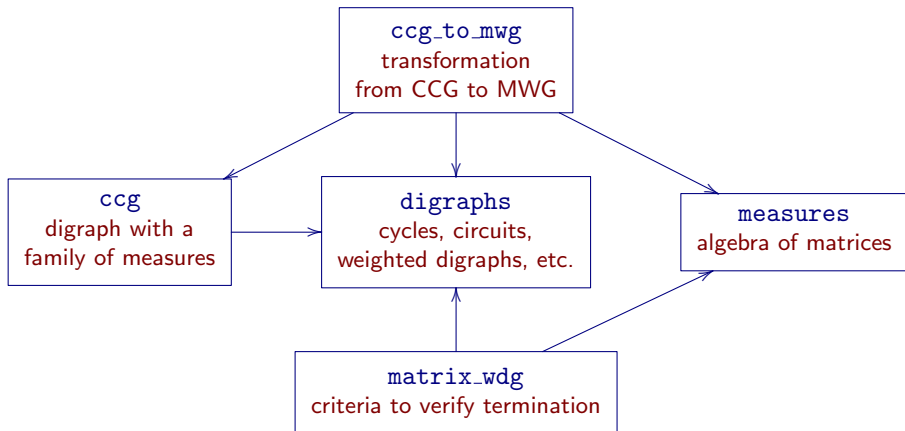 ccg_to_mwg
transformation
from CCG to MWG
ccg
digraph with a
family of measures
digraphs
cycles, circuits,
weighted digraphs, etc.
measures
algebra of matrices
matrix_wdg
criteria to verify termination